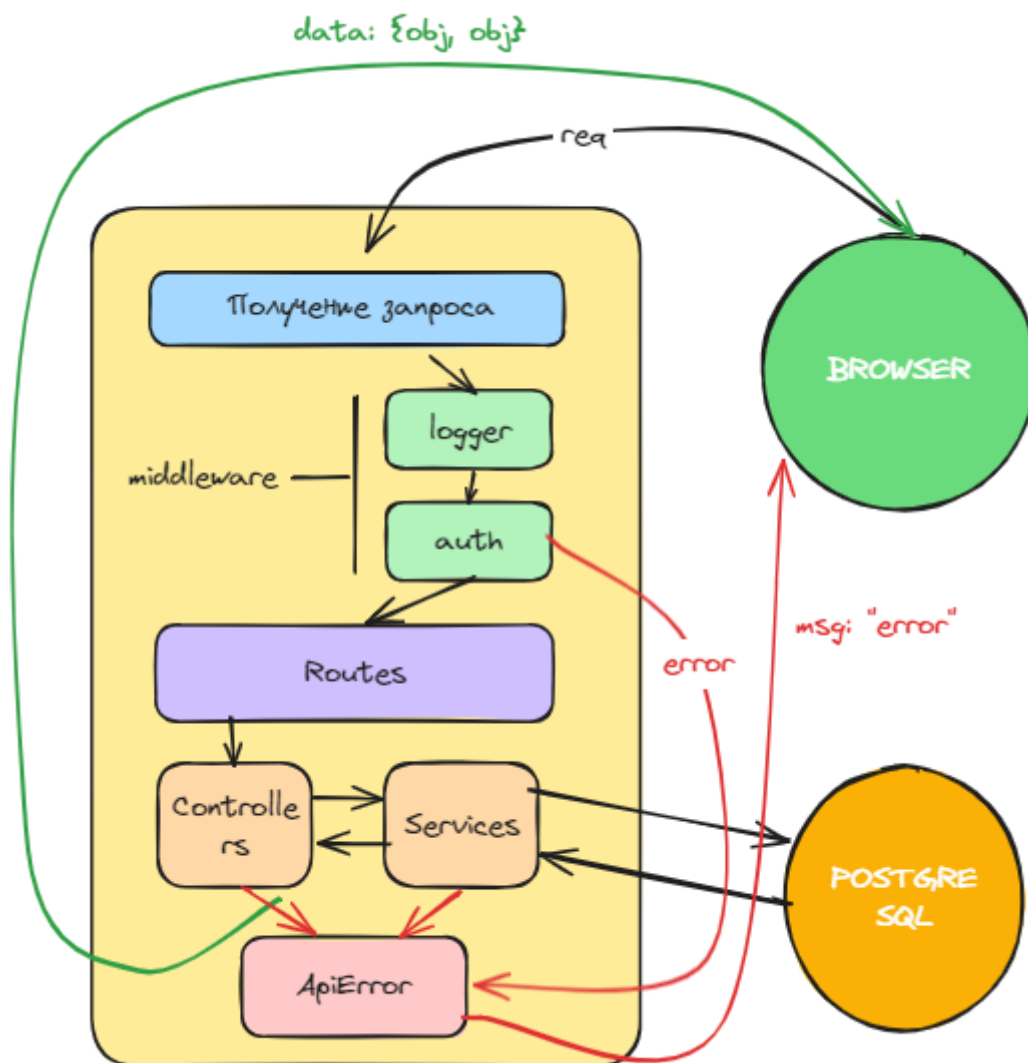 data: {obj, obj}
req
Получение запроса
BROWSER
logger
middleware
auth
msg: "error"
error
Routes
Controlle
rs
Services
POSTGRE
SQL
ApiError